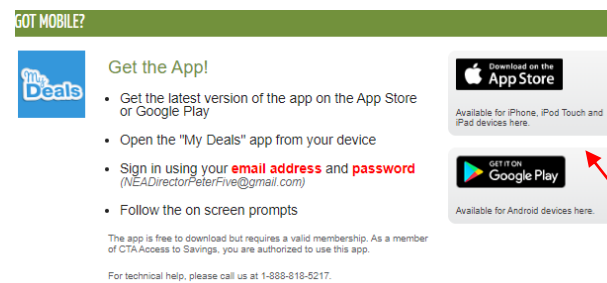 GOT MOBILE?
My
Deals
Get the App!
• Get the latest version of the app on the App Store
or Google Play
• Open the "My Deals" app from your device
• Sign in using your email address and password
(NEADirectorPeterFive@gmail.com)
• Follow the on screen prompts
The app is free to download but requires a valid membership. As a member
of CTA Access to Savings, you are authorized to use this app.
For technical help, please call us at 1-888-818-5217.
Download on the
App Store
Available for iPhone, iPod Touch and
iPad devices here.
GET IT ON
Google Play
Available for Android devices here.